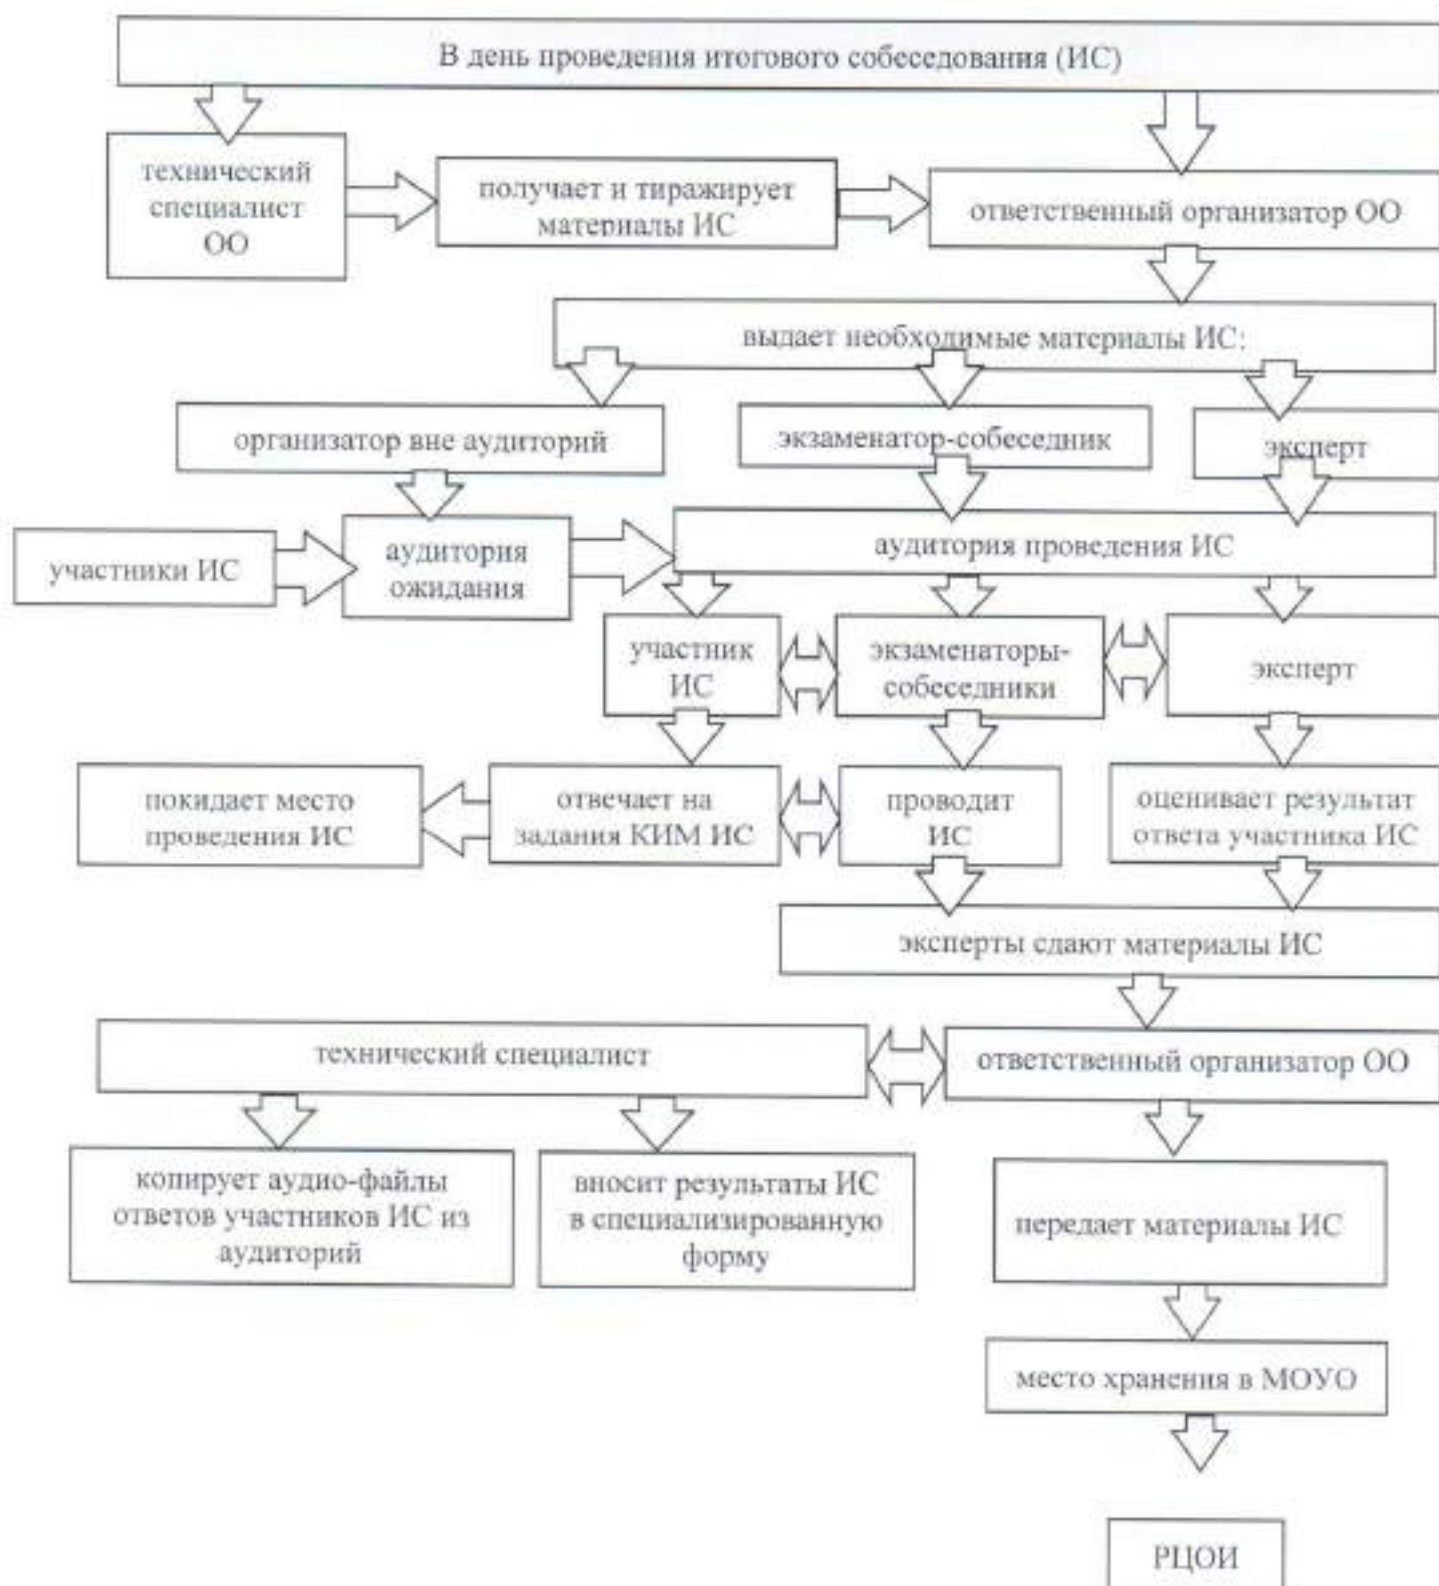 В день проведения итогового собеседования (ИС)
технический
специалист
ОО
получает и тиражирует
материалы ИС
ответственный организатор ОО
выдает необходимые материалы ИС:
организатор вне аудиторий
экзаменатор-собеседник
эксперт
участники ИС
аудитория
ожидания
аудитория проведения ИС
участник
ИС
экзаменаторы-
собеседники
эксперт
покидает место
проведения ИС
отвечает на
задания КИМ ИС
проводит
ИС
оценивает результат
ответа участника ИС
эксперты сдают материалы ИС
технический специалист
ответственный организатор ОО
копирует аудио-файлы
ответов участников ИС из
аудиторий
вносит результаты ИС
в специализированную
форму
передает материалы ИС
место хранения в МОУО
РЦОИ